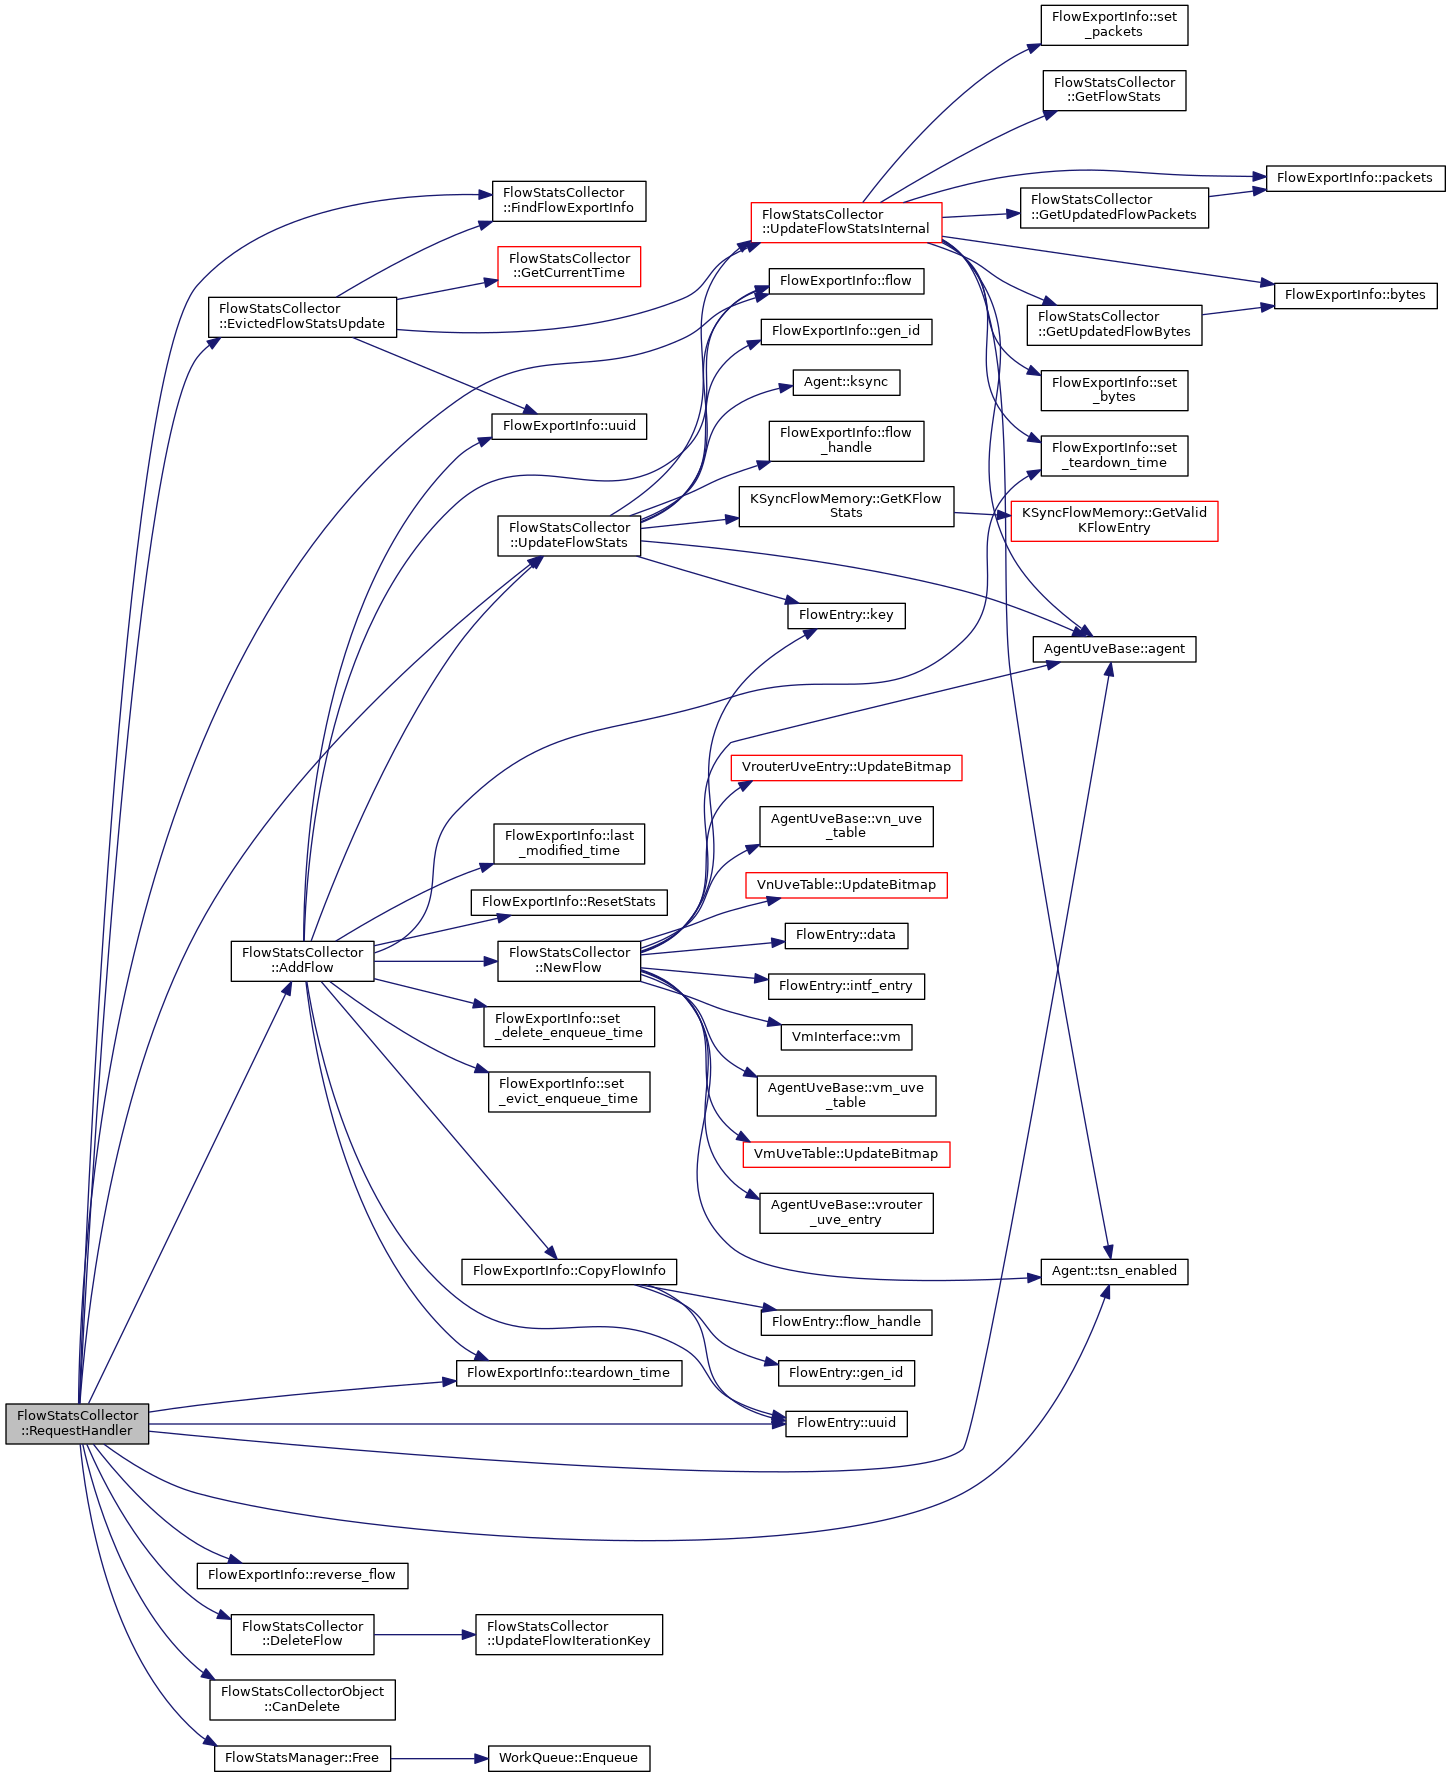 FlowExportInfo::set
_packets
FlowStatsCollector
::GetFlowStats
FlowExportInfo::packets
FlowStatsCollector
::FindFlowExportInfo
FlowStatsCollector
::GetUpdatedFlowPackets
FlowStatsCollector
::UpdateFlowStatsInternal
FlowStatsCollector
::GetCurrentTime
FlowExportInfo::flow
FlowExportInfo::bytes
FlowStatsCollector
::EvictedFlowStatsUpdate
FlowStatsCollector
::GetUpdatedFlowBytes
FlowExportInfo::gen_id
Agent::ksync
FlowExportInfo::set
_bytes
FlowExportInfo::uuid
FlowExportInfo::flow
_handle
FlowExportInfo::set
_teardown_time
KSyncFlowMemory::GetKFlow
Stats
KSyncFlowMemory::GetValid
KFlowEntry
FlowStatsCollector
::UpdateFlowStats
FlowEntry::key
AgentUveBase::agent
VrouterUveEntry::UpdateBitmap
AgentUveBase::vn_uve
_table
FlowExportInfo::last
_modified_time
VnUveTable::UpdateBitmap
FlowExportInfo::ResetStats
FlowEntry::data
FlowStatsCollector
::AddFlow
FlowStatsCollector
::NewFlow
FlowEntry::intf_entry
FlowExportInfo::set
_delete_enqueue_time
VmInterface::vm
FlowExportInfo::set
_evict_enqueue_time
AgentUveBase::vm_uve
_table
VmUveTable::UpdateBitmap
AgentUveBase::vrouter
_uve_entry
FlowExportInfo::CopyFlowInfo
Agent::tsn_enabled
FlowEntry::flow_handle
FlowExportInfo::teardown_time
FlowEntry::gen_id
FlowStatsCollector
::RequestHandler
FlowEntry::uuid
FlowExportInfo::reverse_flow
FlowStatsCollector
::DeleteFlow
FlowStatsCollector
::UpdateFlowIterationKey
FlowStatsCollectorObject
::CanDelete
FlowStatsManager::Free
WorkQueue::Enqueue